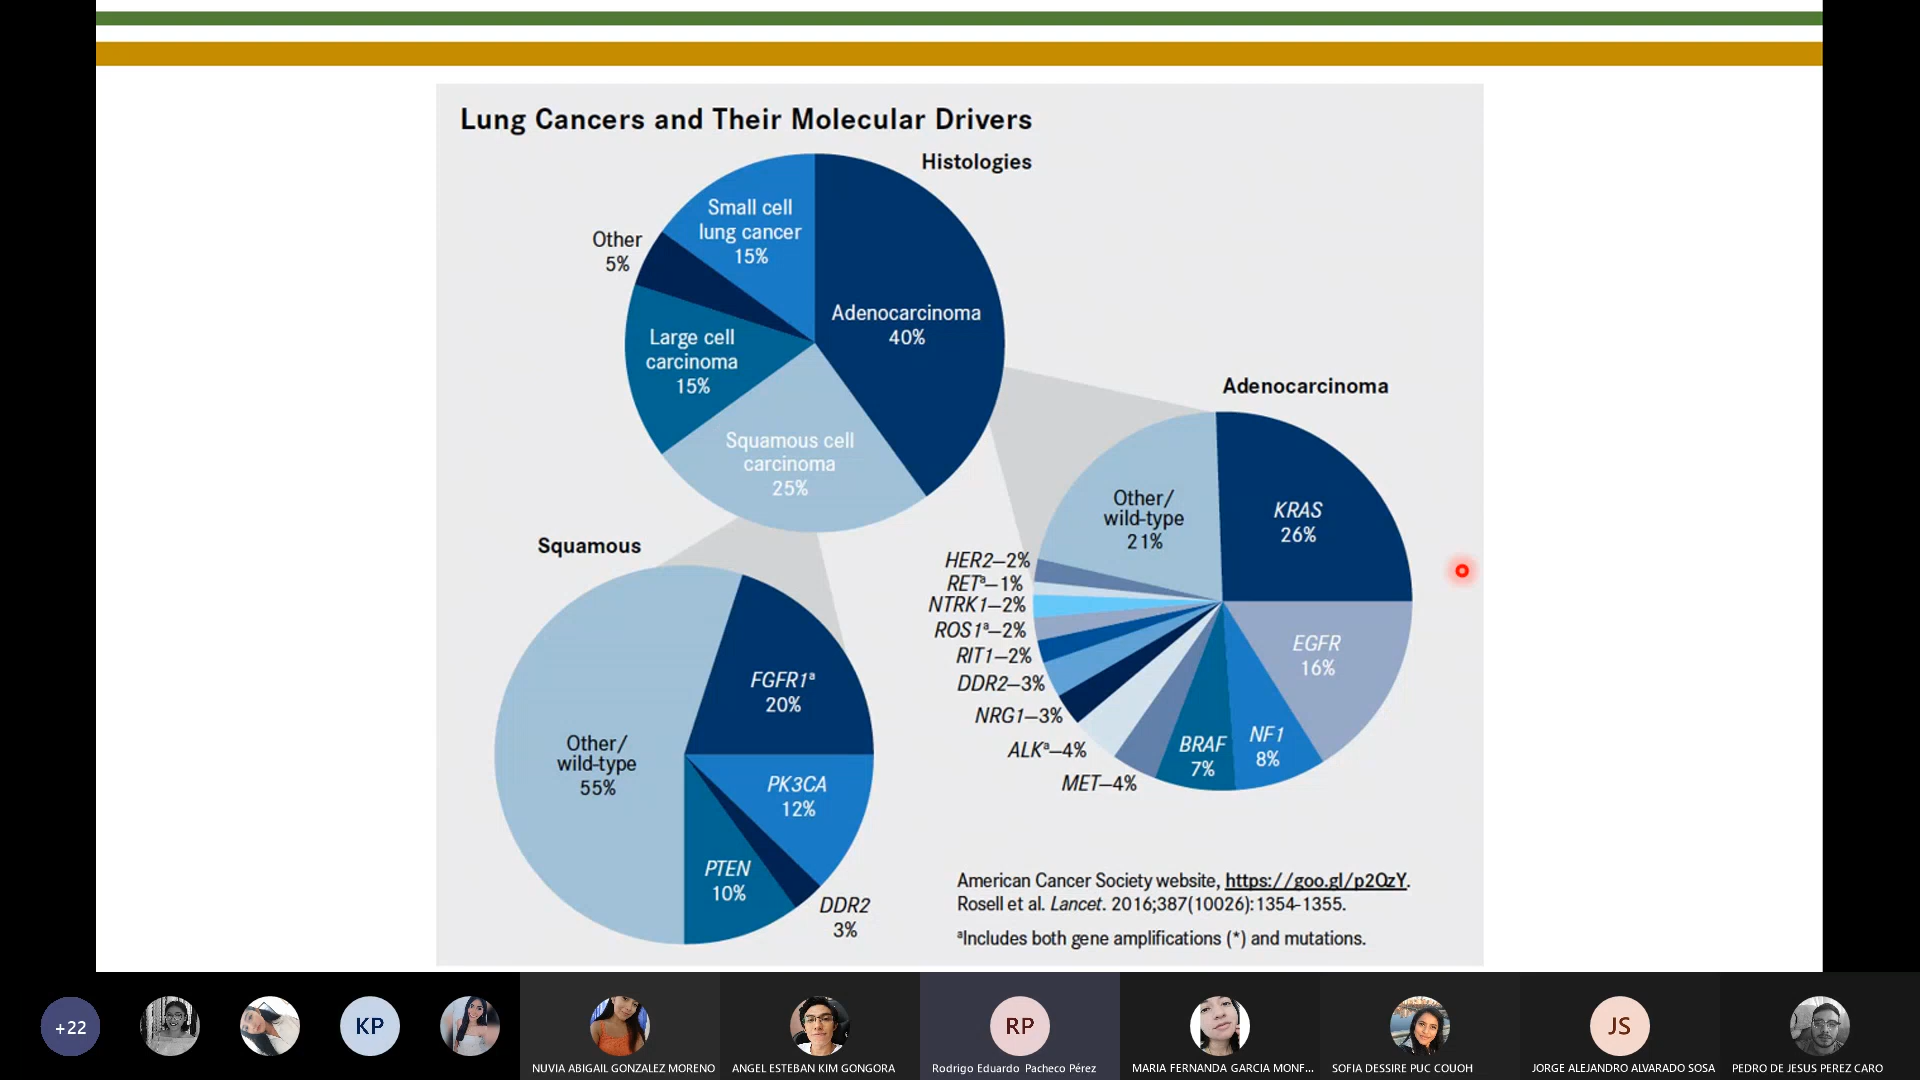 Lung Cancers and Their Molecular Drivers
Histologies
Small cell
lung cancer
15%
Other
5%
Adenocarcinoma
40%
Large cell
carcinoma
15%
Squamous cell
carcinoma
25%
Adenocarcinoma
Other/
wild-type
21%
KRAS
26%
EGFR
16%
NF1
8%
BRAF
7%
MET—4%
ALKª—4%
NRG1—3%
DDR2—3%
RIT1—2%
ROS1ª—2%
NTRK1—2%
RETª—1%
HER2—2%
Squamous
FGFR1ª
20%
Other/
wild-type
55%
PK3CA
12%
PTEN
10%
DDR2
3%
American Cancer Society website, https://goo.gl/p2OzY.
Rosell et al. Lancet. 2016;387(10026):1354-1355.
ªIncludes both gene amplifications (*) and mutations.
+22
KP
RP
JS
NUVIA ABIGAIL GONZALEZ MORENO
ANGEL ESTEBAN KIM GONGORA
Rodrigo Eduardo Pacheco Pérez
MARIA FERNANDA GARCIA MONF...
SOFIA DESSIRE PUC COUOH
JORGE ALEJANDRO ALVARADO SOSA
PEDRO DE JESUS PEREZ CARO